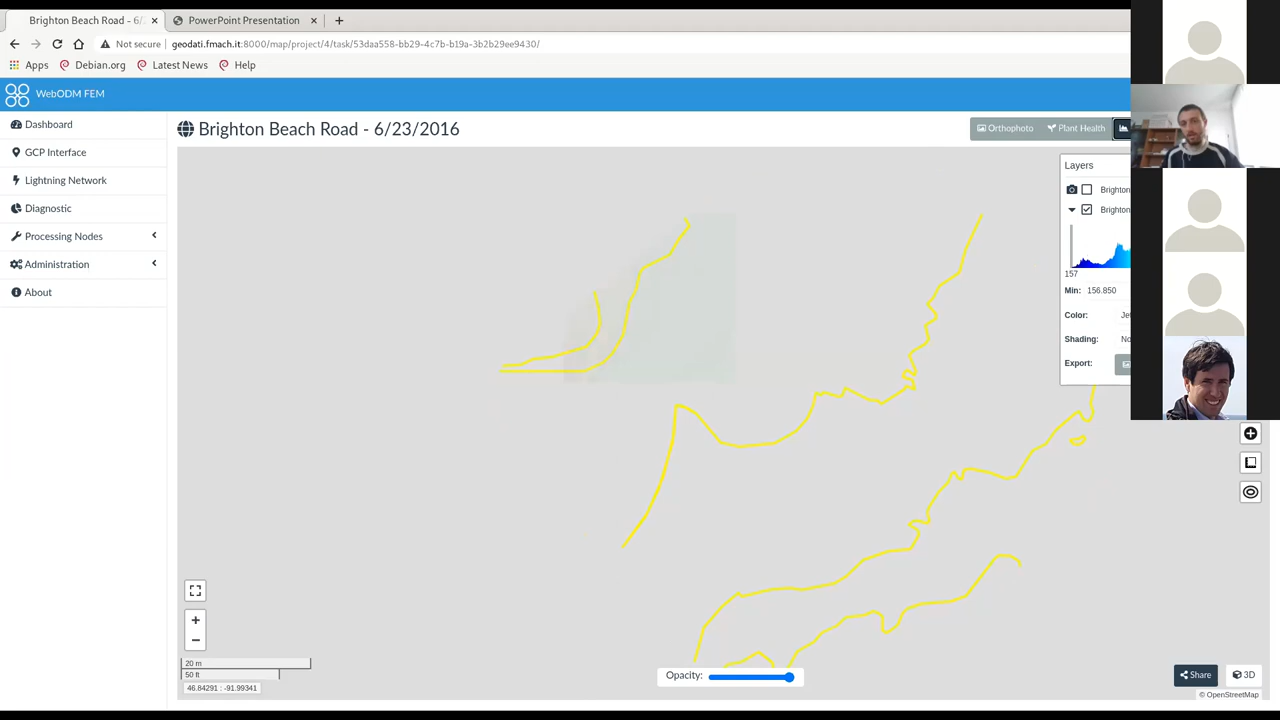 Brighton Beach Road - 6/2
PowerPoint Presentation
Not secure
geodati.fmach.it:8000/map/project/4/task/53daa558-bb29-4c7b-b19a-3b2b29ee9430/
Apps
Debian.org
Latest News
Help
WebODM FEM
Dashboard
GCP Interface
Lightning Network
Diagnostic
Processing Nodes
Administration
About
Brighton Beach Road - 6/23/2016
Orthophoto
Plant Health
Layers
Brighton
Brighton
157
Min: 156.850
Color: Je
Shading: No
Export:
+
−
20 m
50 ft
46.84291 : -91.99341
Opacity:
Share
3D
© OpenStreetMap